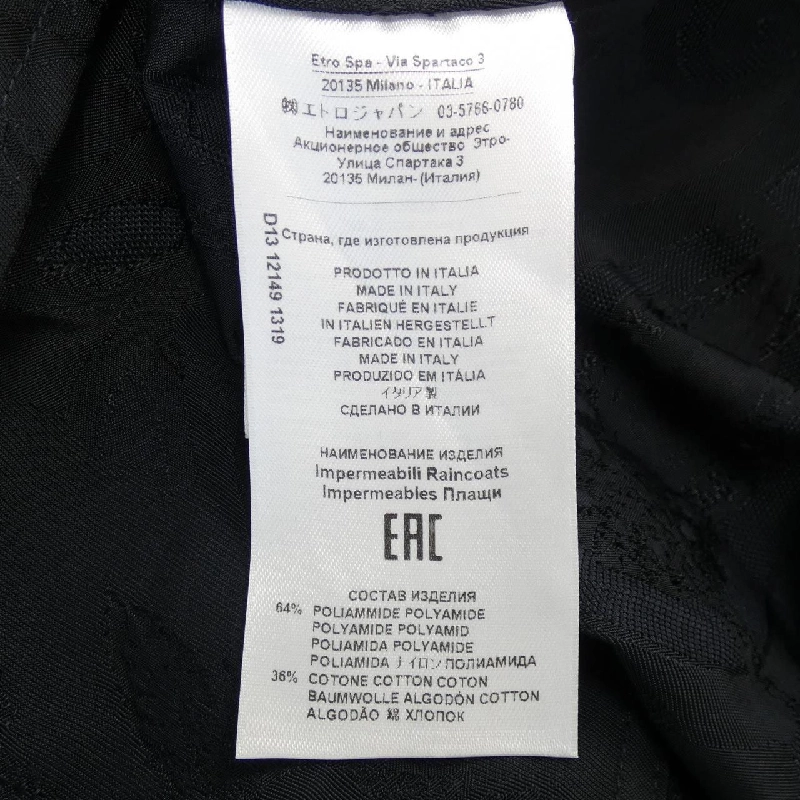 Etro Spa - Via Spartaco 3
20135 Milano - ITALIA
㈱エトロジャパン 03-5766-0780
Наименование и адрес
Акционерное общество Этро-
Улица Спартака 3
20135 Милан-(Италия)
D13 12149 1319
Страна, где изготовлена продукция
PRODOTTO IN ITALIA
MADE IN ITALY
FABRIQUÉ EN ITALIE
IN ITALIEN HERGESTELLT
FABRICADO EN ITALIA
MADE IN ITALY
PRODUZIDO EM ITÁLIA
イタリア製
СДЕЛАНО В ИТАЛИИ
НАИМЕНОВАНИЕ ИЗДЕЛИЯ
Impermeabili Raincoats
Impermeables Плащи
EAC
СОСТАВ ИЗДЕЛИЯ
64% POLIAMMIDE POLYAMIDE
POLYAMIDE POLYAMID
POLIAMIDA POLYAMIDE
POLIAMIDA ナイロン ПОЛИАМИДА
36% COTONE COTTON COTON
BAUMWOLLE ALGODÓN COTTON
ALGODÃO 綿 ХЛОПОК